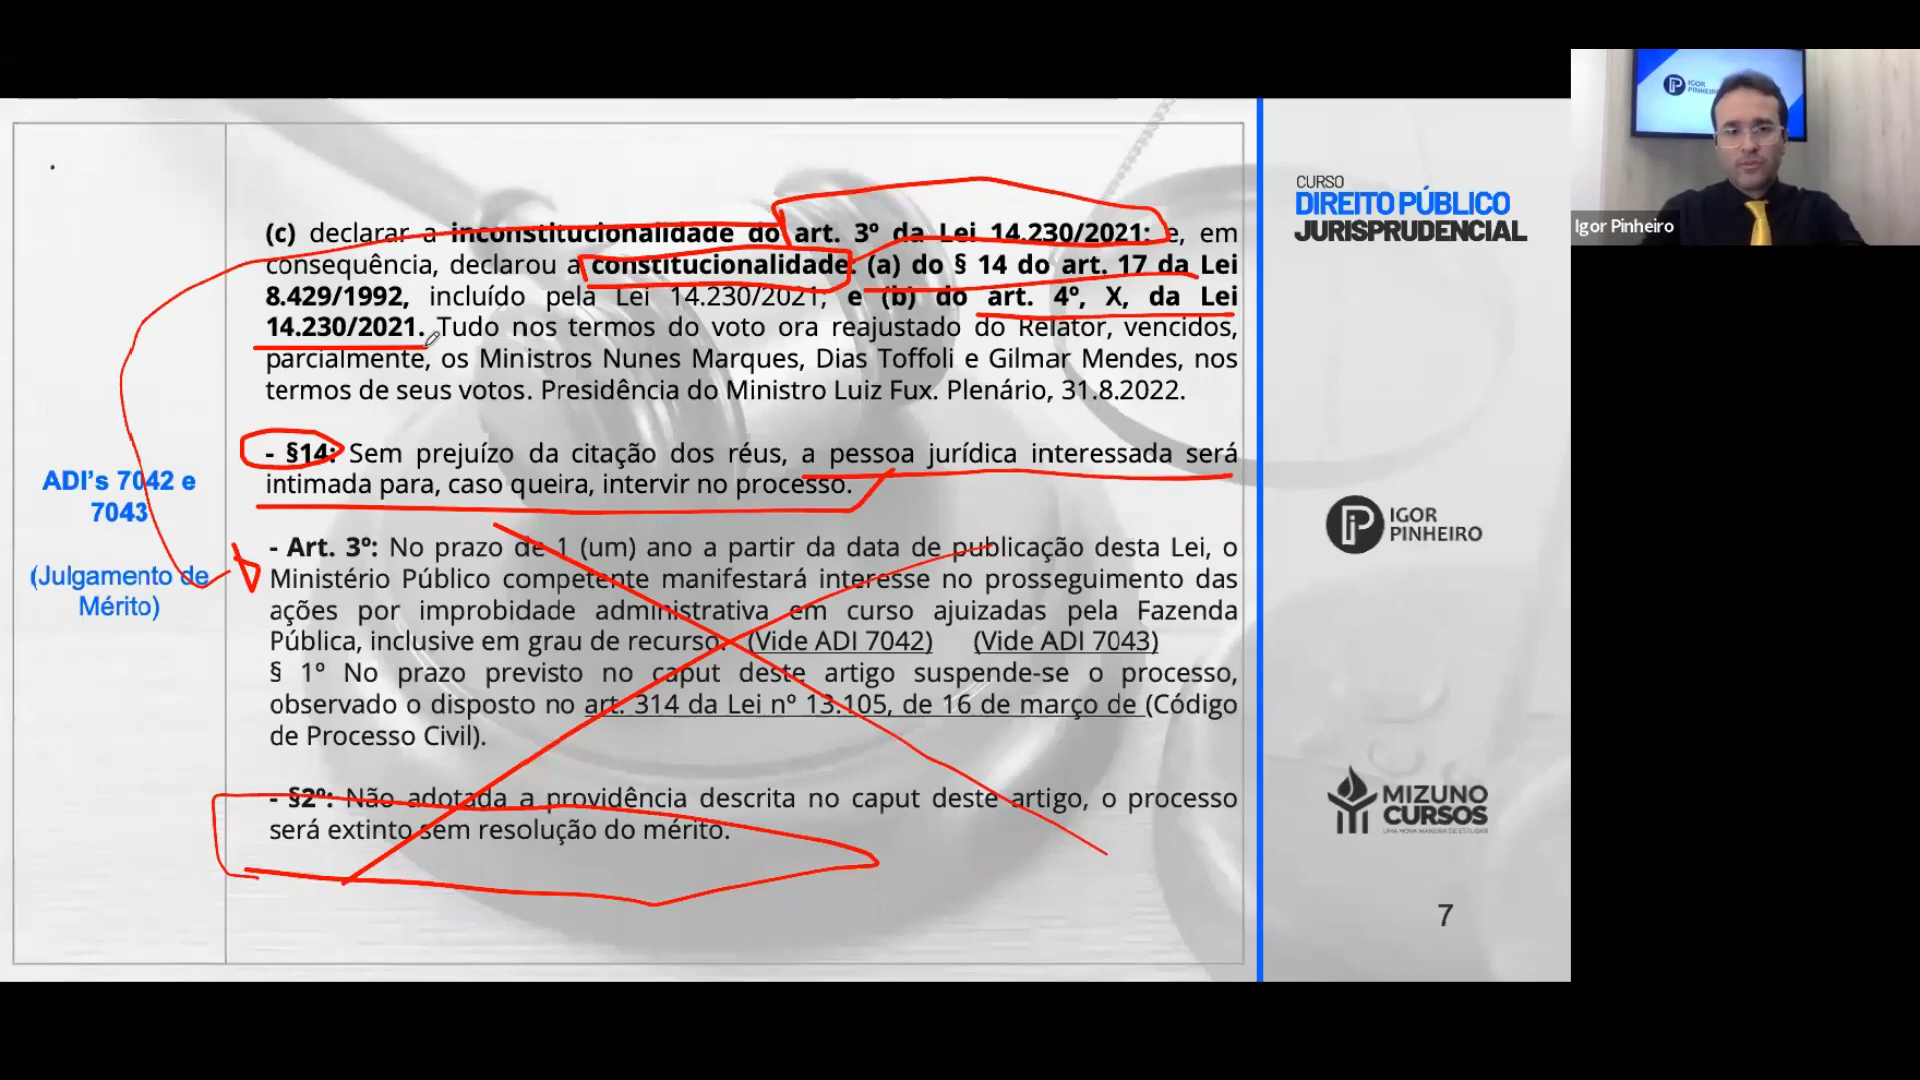 IGOR
PINHEIRO
Igor Pinheiro
CURSO
DIREITO PÚBLICO
JURISPRUDENCIAL
(c) declarar a inconstitucionalidade do art. 3º da Lei 14.230/2021; e, em
consequência, declarou a constitucionalidade: (a) do § 14 do art. 17 da Lei
8.429/1992, incluído pela Lei 14.230/2021; e (b) do art. 4º, X, da Lei
14.230/2021. Tudo nos termos do voto ora reajustado do Relator, vencidos,
parcialmente, os Ministros Nunes Marques, Dias Toffoli e Gilmar Mendes, nos
termos de seus votos. Presidência do Ministro Luiz Fux. Plenário, 31.8.2022.
- §14: Sem prejuízo da citação dos réus, a pessoa jurídica interessada será
intimada para, caso queira, intervir no processo.
ADI’s 7042 e
7043
(Julgamento de
Mérito)
- Art. 3º: No prazo de 1 (um) ano a partir da data de publicação desta Lei, o
Ministério Público competente manifestará interesse no prosseguimento das
ações por improbidade administrativa em curso ajuizadas pela Fazenda
Pública, inclusive em grau de recurso. (Vide ADI 7042) (Vide ADI 7043)
§ 1º No prazo previsto no caput deste artigo suspende-se o processo,
observado o disposto no art. 314 da Lei nº 13.105, de 16 de março de (Código
de Processo Civil).
- §2º: Não adotada a providência descrita no caput deste artigo, o processo
será extinto sem resolução do mérito.
IGOR
PINHEIRO
MIZUNO
CURSOS
UMA NOVA MANEIRA DE ESTUDAR
7